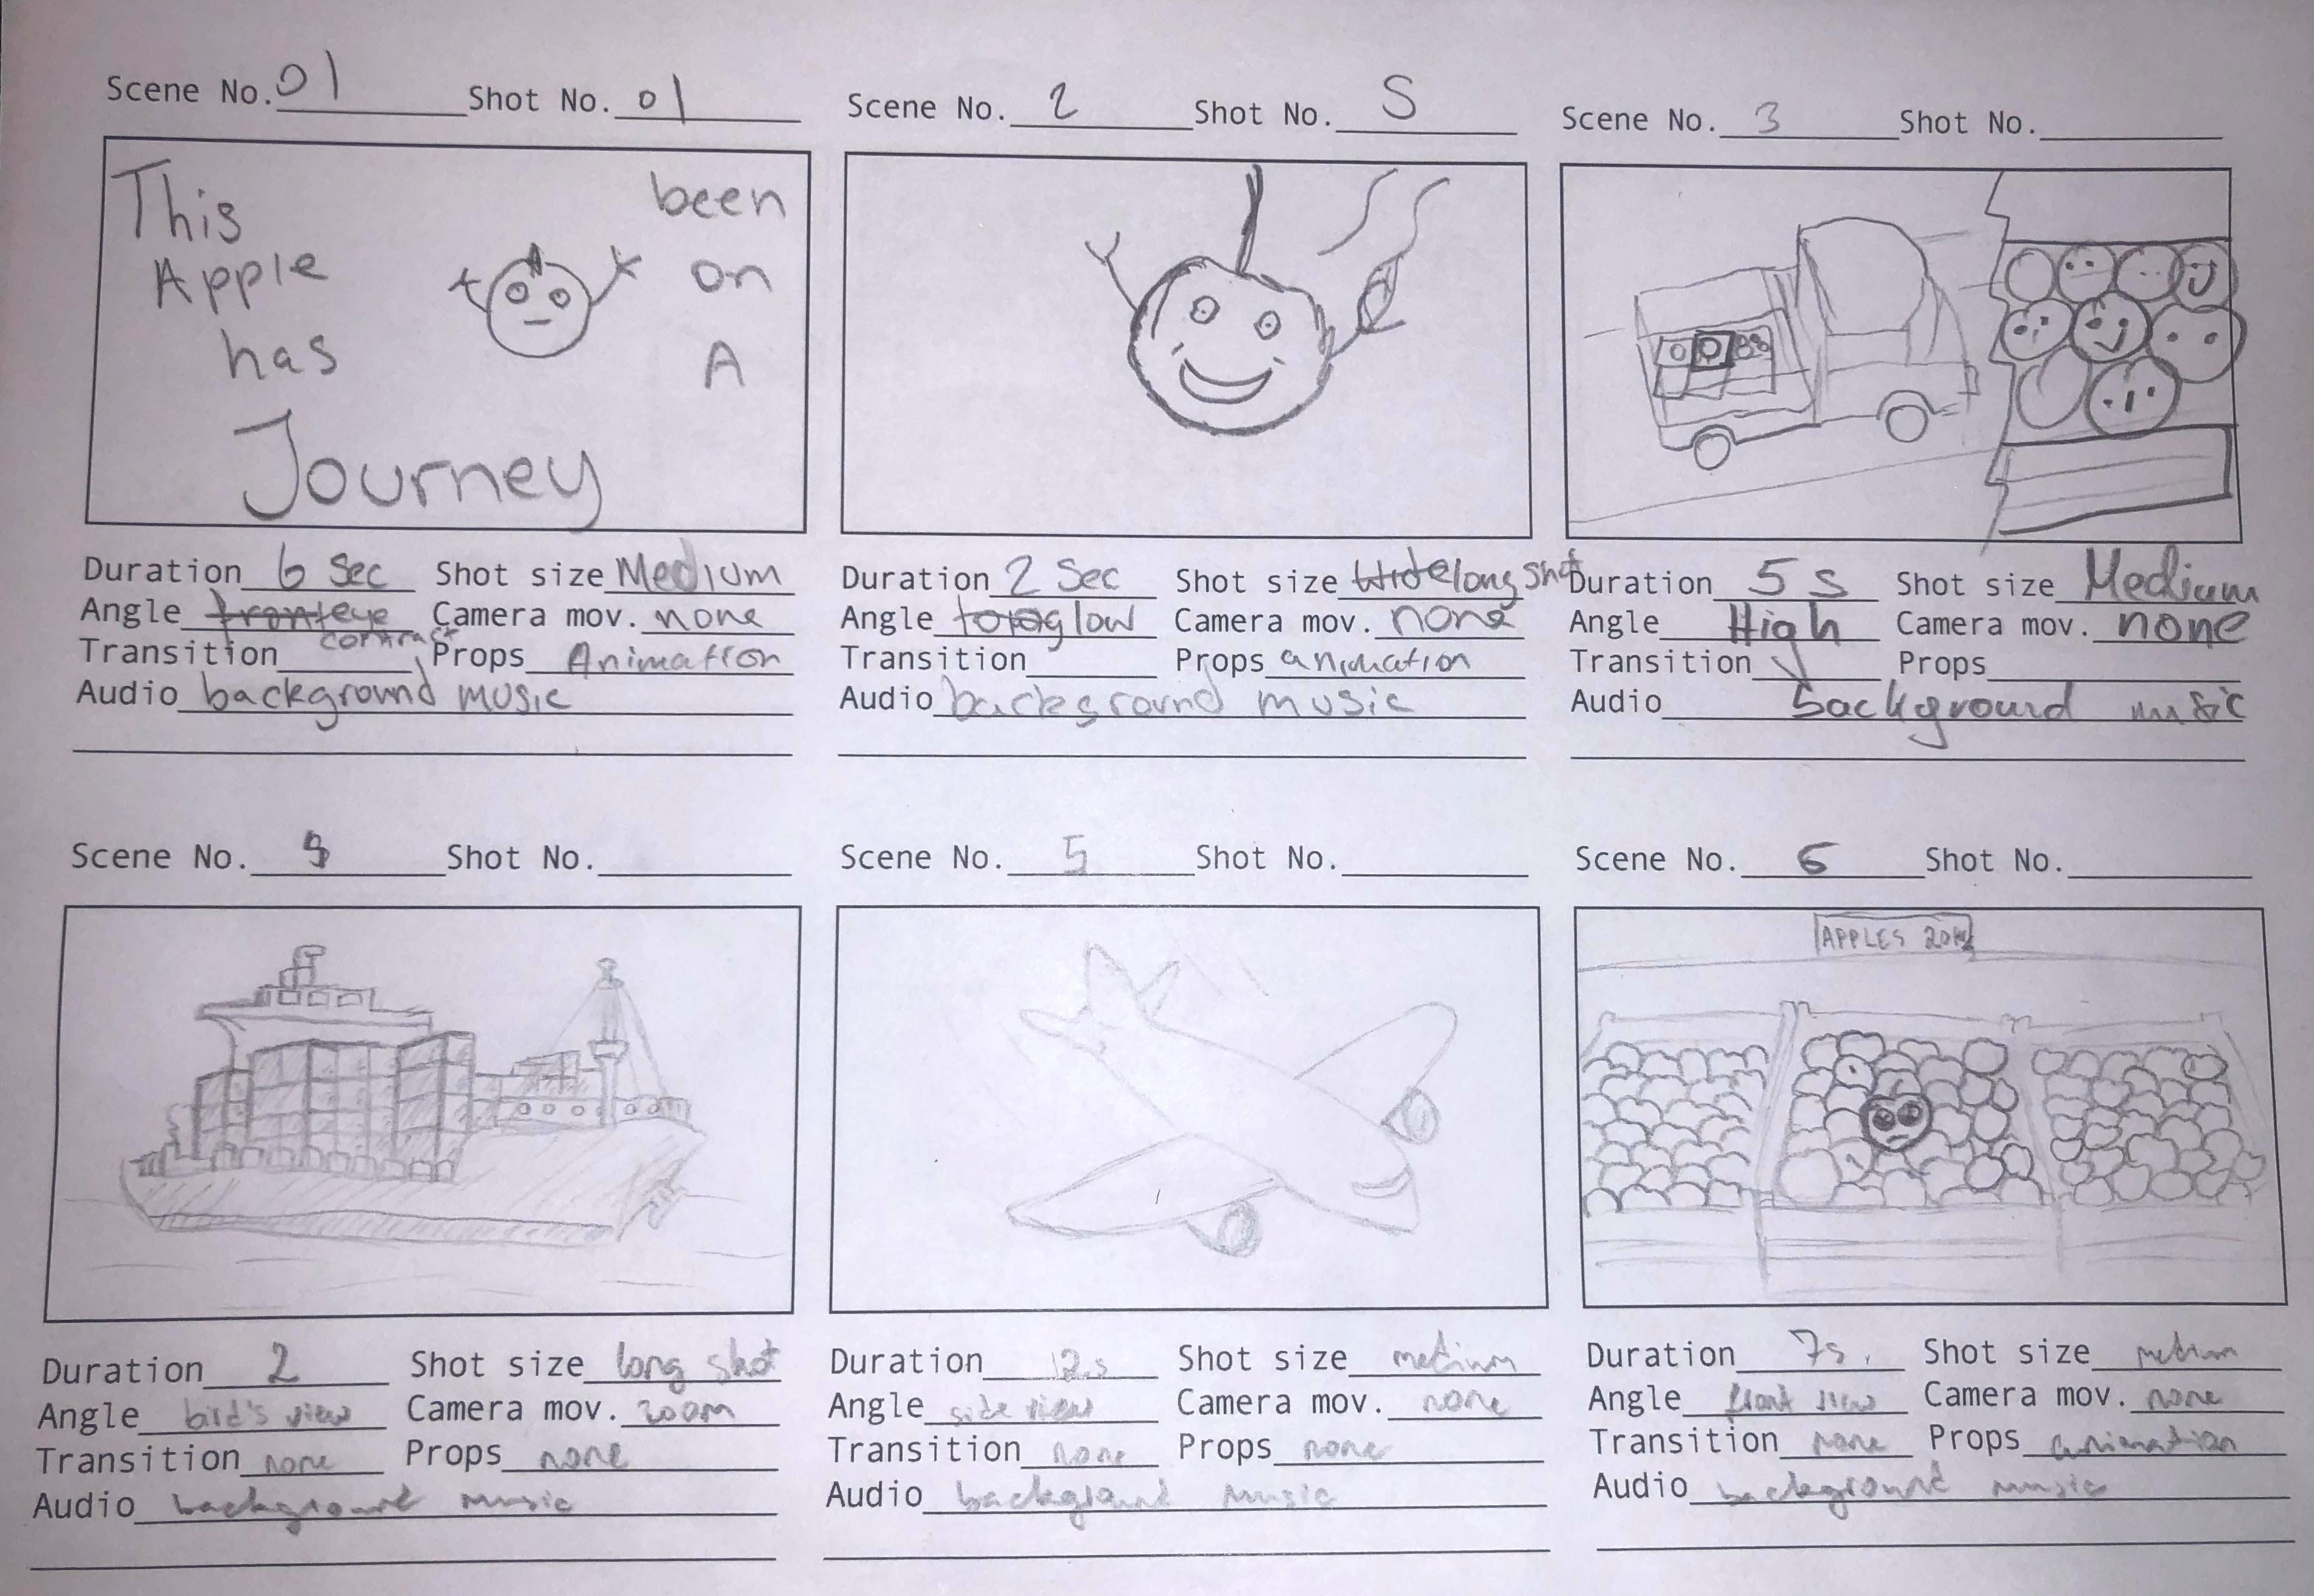 Scene No. 01 Shot No. 01
This been
Apple on
has A
Journey
Duration 6 Sec Shot size Medium
Angle eye Camera mov. none
Transition Props Animation
Audio background music
Scene No. 2 Shot No. S
Duration 2 Sec Shot size long shot
Angle low Camera mov. none
Transition Props animation
Audio background music
Scene No. 3 Shot No.
Duration 5 s Shot size Medium
Angle High Camera mov. none
Transition Props
Audio background music
Scene No. Shot No.
Duration 2 Shot size long shot
Angle bird's view Camera mov. zoom
Transition none Props none
Audio background music
Scene No. 5 Shot No.
Duration Shot size medium
Angle side view Camera mov. none
Transition none Props none
Audio background music
Scene No. 6 Shot No.
APPLES
Duration 7s. Shot size medium
Angle front view Camera mov. none
Transition none Props animation
Audio background music